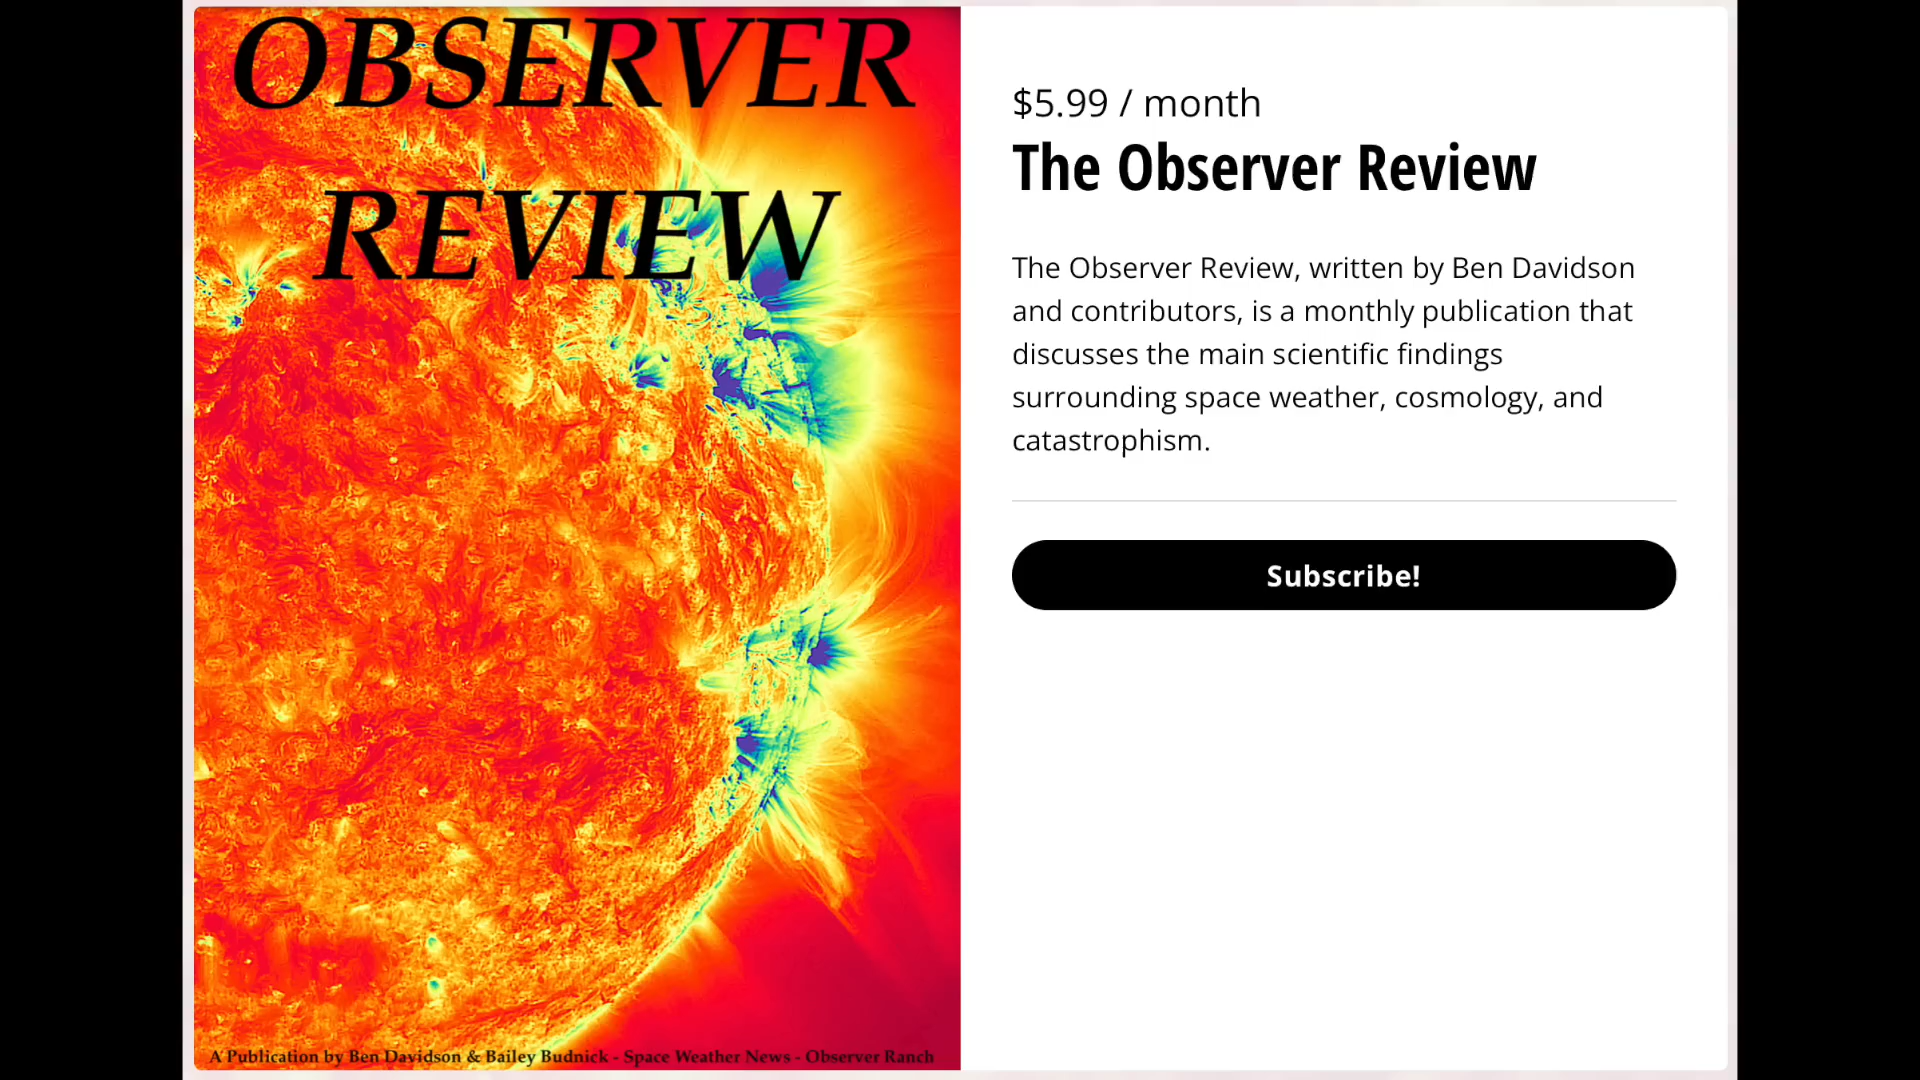 OBSERVER
REVIEW
A Publication by Ben Davidson & Bailey Budnick - Space Weather News - Observer Ranch
$5.99 / month
The Observer Review
The Observer Review, written by Ben Davidson
and contributors, is a monthly publication that
discusses the main scientific findings
surrounding space weather, cosmology, and
catastrophism.
Subscribe!